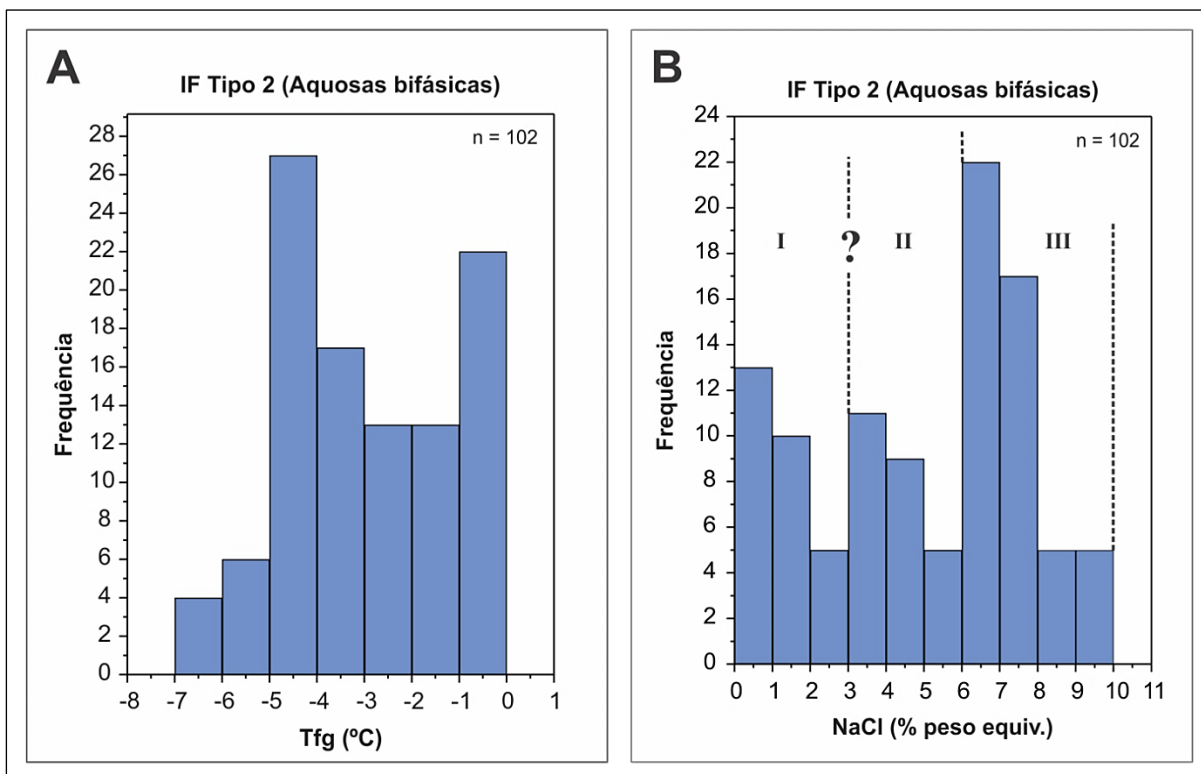 A
IF Tipo 2 (Aquosas bifásicas)
n = 102
28
26
24
22
20
18
16
14
12
10
8
6
4
2
0
Frequência
-8 -7 -6 -5 -4 -3 -2 -1 0 1
Tfg (ºC)
B
IF Tipo 2 (Aquosas bifásicas)
n = 102
24
22
20
18
16
14
12
10
8
6
4
2
0
I ? II III
Frequência
0 1 2 3 4 5 6 7 8 9 10 11
NaCl (% peso equiv.)